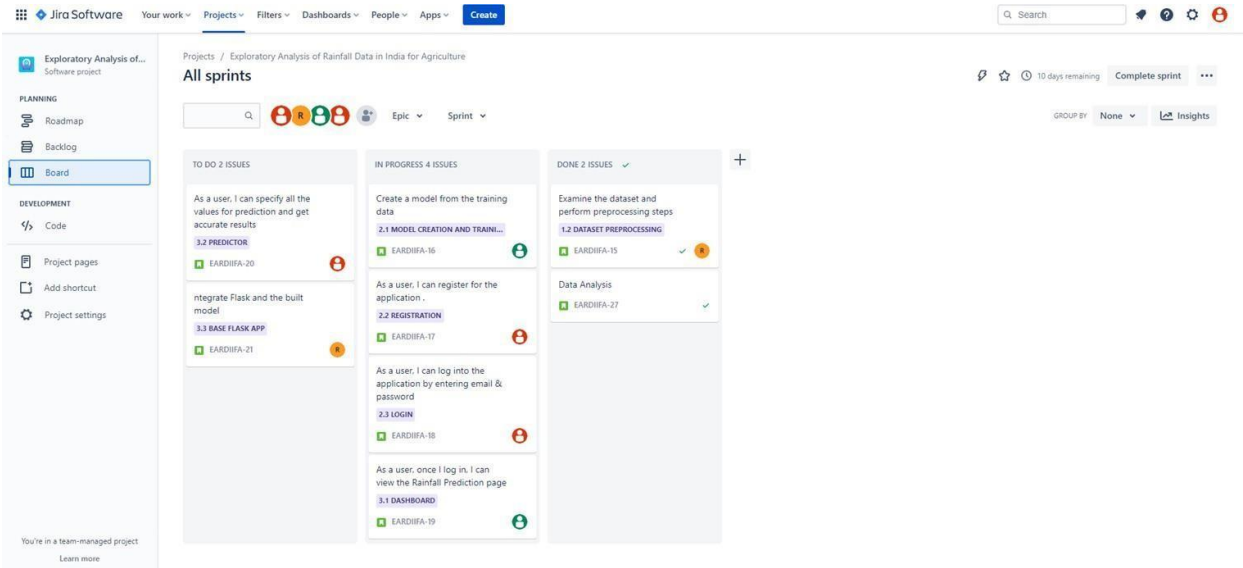 Jira Software
Your work
Projects
Filters
Dashboards
People
Apps
Create
Search
Exploratory Analysis of...
Software project
PLANNING
Roadmap
Backlog
Board
DEVELOPMENT
Code
Project pages
Add shortcut
Project settings
You're in a team-managed project
Learn more
Projects / Exploratory Analysis of Rainfall Data in India for Agriculture
All sprints
10 days remaining
Complete sprint
R
Epic
Sprint
GROUP BY
None
Insights
TO DO 2 ISSUES
As a user, I can specify all the
values for prediction and get
accurate results
3.2 PREDICTOR
EARDIIFA-20
ntegrate Flask and the built
model
3.3 BASE FLASK APP
EARDIIFA-21
R
IN PROGRESS 4 ISSUES
Create a model from the training
data
2.1 MODEL CREATION AND TRAINI...
EARDIIFA-16
As a user, I can register for the
application .
2.2 REGISTRATION
EARDIIFA-17
As a user, I can log into the
application by entering email &
password
2.3 LOGIN
EARDIIFA-18
As a user, once I log in, I can
view the Rainfall Prediction page
3.1 DASHBOARD
EARDIIFA-19
DONE 2 ISSUES
Examine the dataset and
perform preprocessing steps
1.2 DATASET PREPROCESSING
EARDIIFA-15
R
Data Analysis
EARDIIFA-27